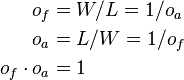 o_f = W/L = 1/o_a
o_a = L/W = 1/o_f
o_f · o_a = 1